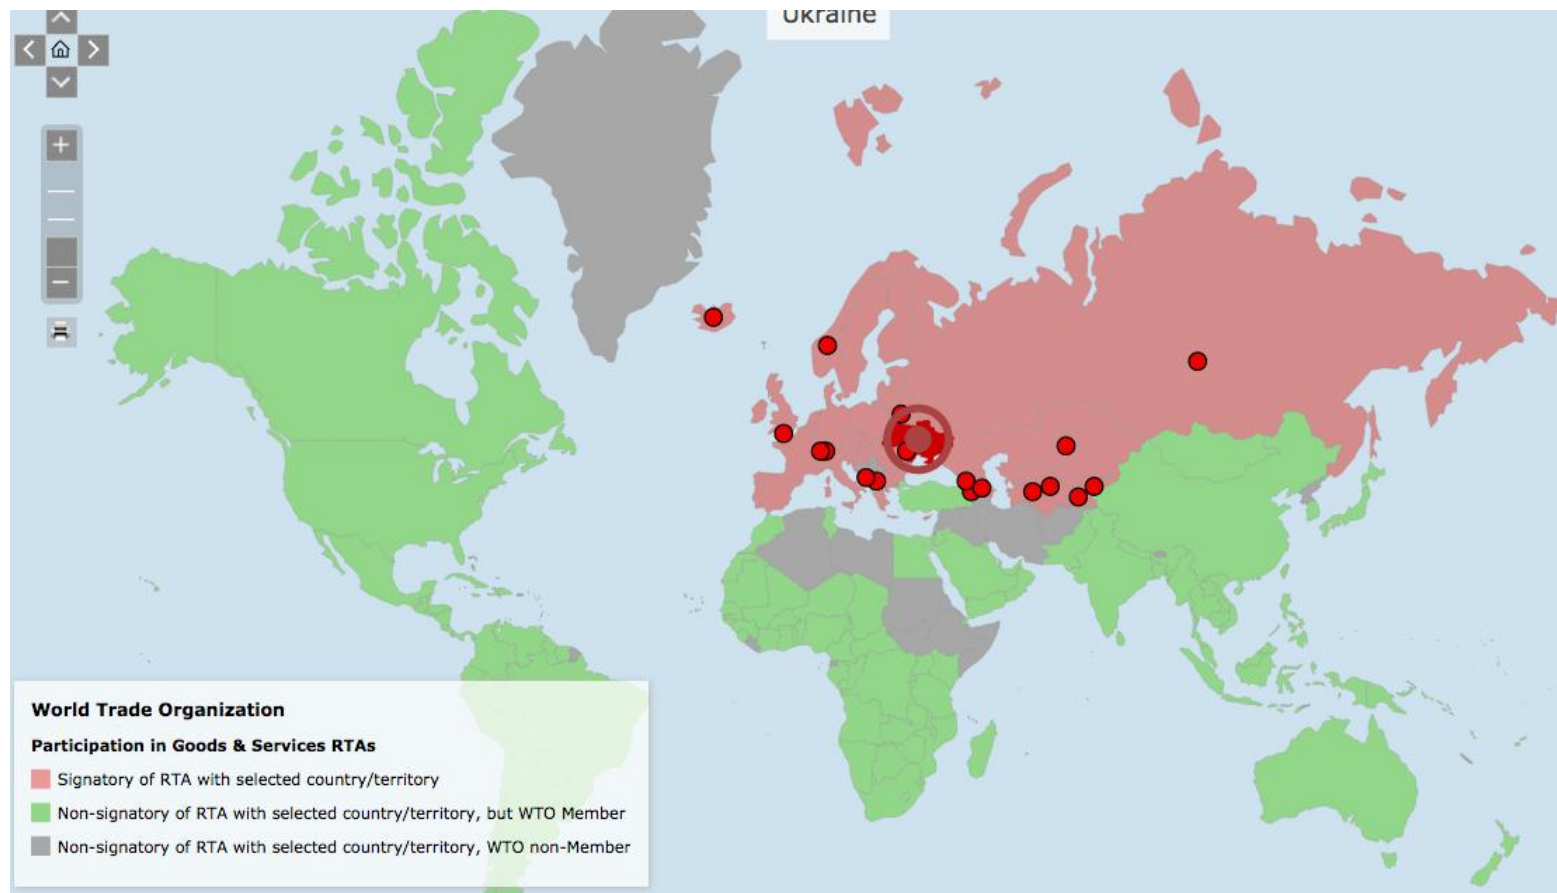 Ukraine
World Trade Organization
Participation in Goods & Services RTAs
Signatory of RTA with selected country/territory
Non-signatory of RTA with selected country/territory, but WTO Member
Non-signatory of RTA with selected country/territory, WTO non-Member